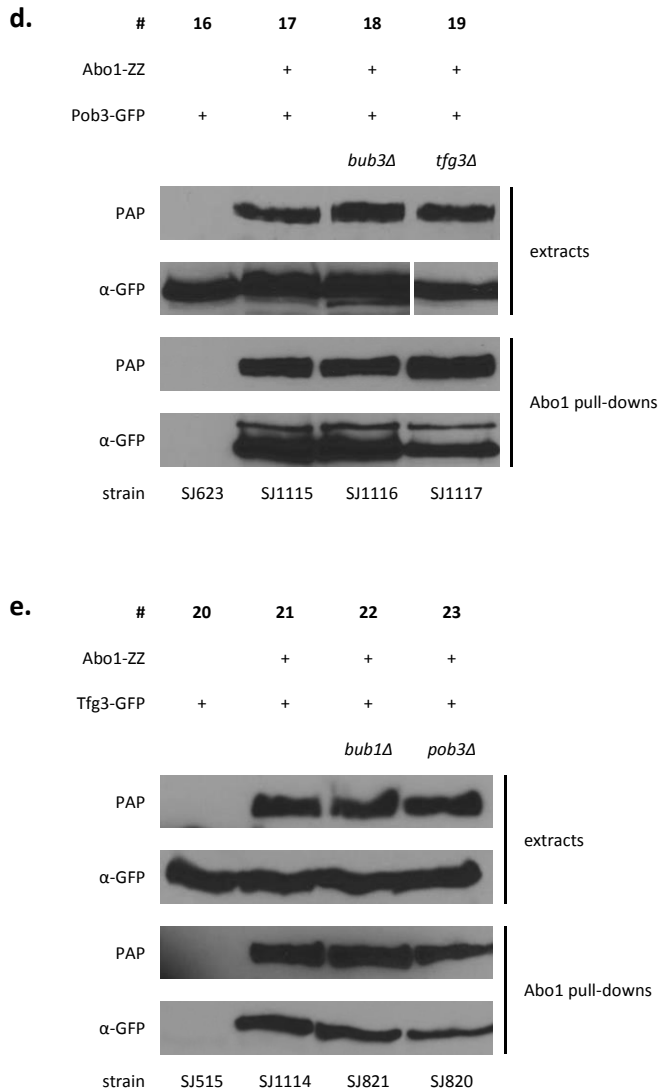 d.
# 16 17 18 19
Abo1-ZZ + + +
Pob3-GFP + + + +
bub3Δ tfg3Δ
PAP
extracts
α-GFP
PAP
Abo1 pull-downs
α-GFP
strain SJ623 SJ1115 SJ1116 SJ1117
e.
# 20 21 22 23
Abo1-ZZ + + +
Tfg3-GFP + + + +
bub1Δ pob3Δ
PAP
extracts
α-GFP
PAP
Abo1 pull-downs
α-GFP
strain SJ515 SJ1114 SJ821 SJ820